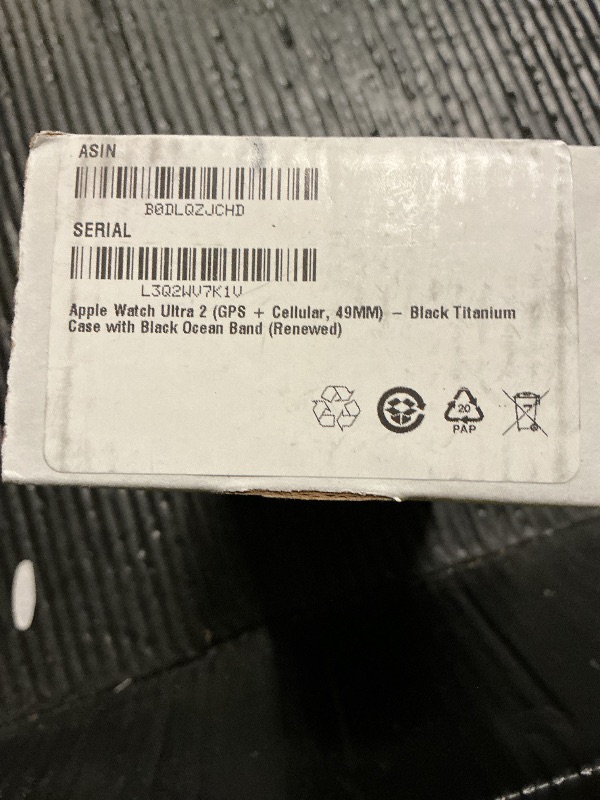 ASIN
B0DLQZJCHD
SERIAL
L3Q2WV7K1V
Apple Watch Ultra 2 (GPS + Cellular, 49MM) – Black Titanium
Case with Black Ocean Band (Renewed)
20
PAP